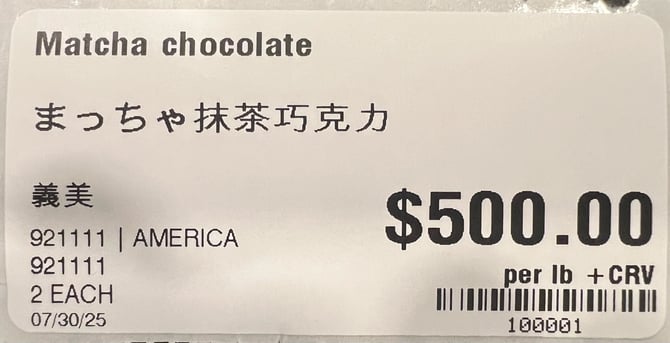 Matcha chocolate
まっちゃ抹茶巧克力
義美
921111 | AMERICA
921111
2 EACH
07/30/25
$500.00
per lb +CRV
100001